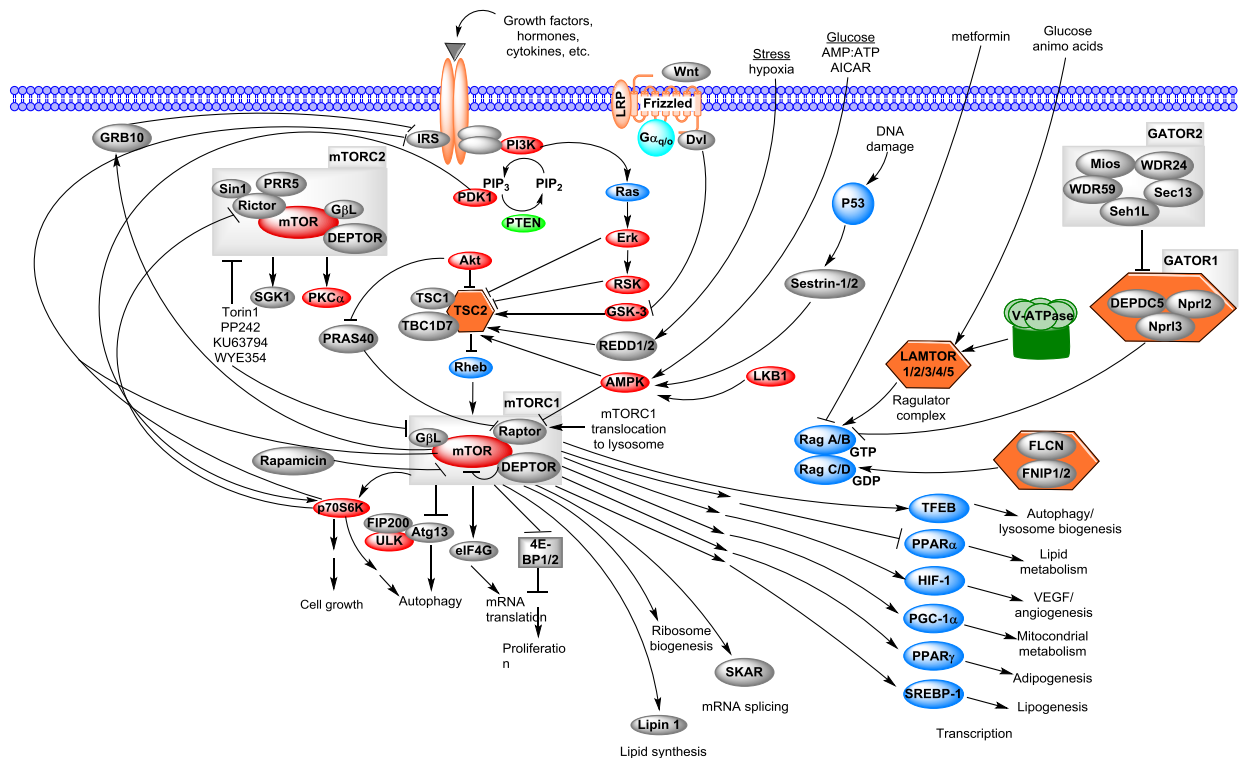 Growth factors,
hormones,
cytokines, etc.
Glucose
AMP:ATP
AICAR
Stress
hypoxia
metformin
Glucose
animo acids
Wnt
LRP
Frizzled
Gαq/o
Dvl
GRB10
IRS
PI3K
DNA
damage
GATOR2
Mios
WDR24
WDR59
Sec13
Seh1L
mTORC2
Sin1
PRR5
Rictor
mTOR
GβL
DEPTOR
PDK1
PIP3
PIP2
PTEN
Ras
P53
Erk
Akt
RSK
GATOR1
DEPDC5
Nprl2
Nprl3
SGK1
PKCα
TSC1
TSC2
TBC1D7
GSK-3
Sestrin-1/2
Torin1
PP242
KU63794
WYE354
PRAS40
REDD1/2
V-ATPase
Rheb
AMPK
LKB1
LAMTOR
1/2/3/4/5
Ragulator
complex
mTORC1
GβL
Raptor
mTOR
DEPTOR
mTORC1
translocation
to lysosome
Rag A/B
GTP
Rag C/D
GDP
FLCN
FNIP1/2
Rapamicin
p70S6K
FIP200
ULK
Atg13
eIF4G
4E-
BP1/2
TFEB
Autophagy/
lysosome biogenesis
PPARα
Lipid
metabolism
HIF-1
VEGF/
angiogenesis
PGC-1α
Mitocondrial
metabolism
PPARγ
Adipogenesis
SREBP-1
Lipogenesis
Transcription
Cell growth
Autophagy
mRNA
translation
Proliferatio
n
Ribosome
biogenesis
SKAR
mRNA splicing
Lipin 1
Lipid synthesis